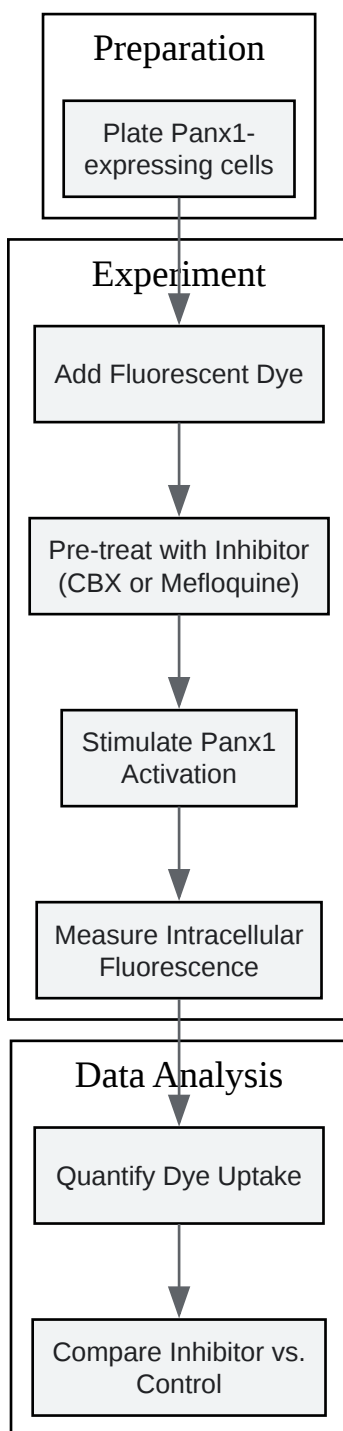 Preparation
Plate Panx1-
expressing cells
Experiment
Add Fluorescent Dye
Pre-treat with Inhibitor
(CBX or Mefloquine)
Stimulate Panx1
Activation
Measure Intracellular
Fluorescence
Data Analysis
Quantify Dye Uptake
Compare Inhibitor vs.
Control